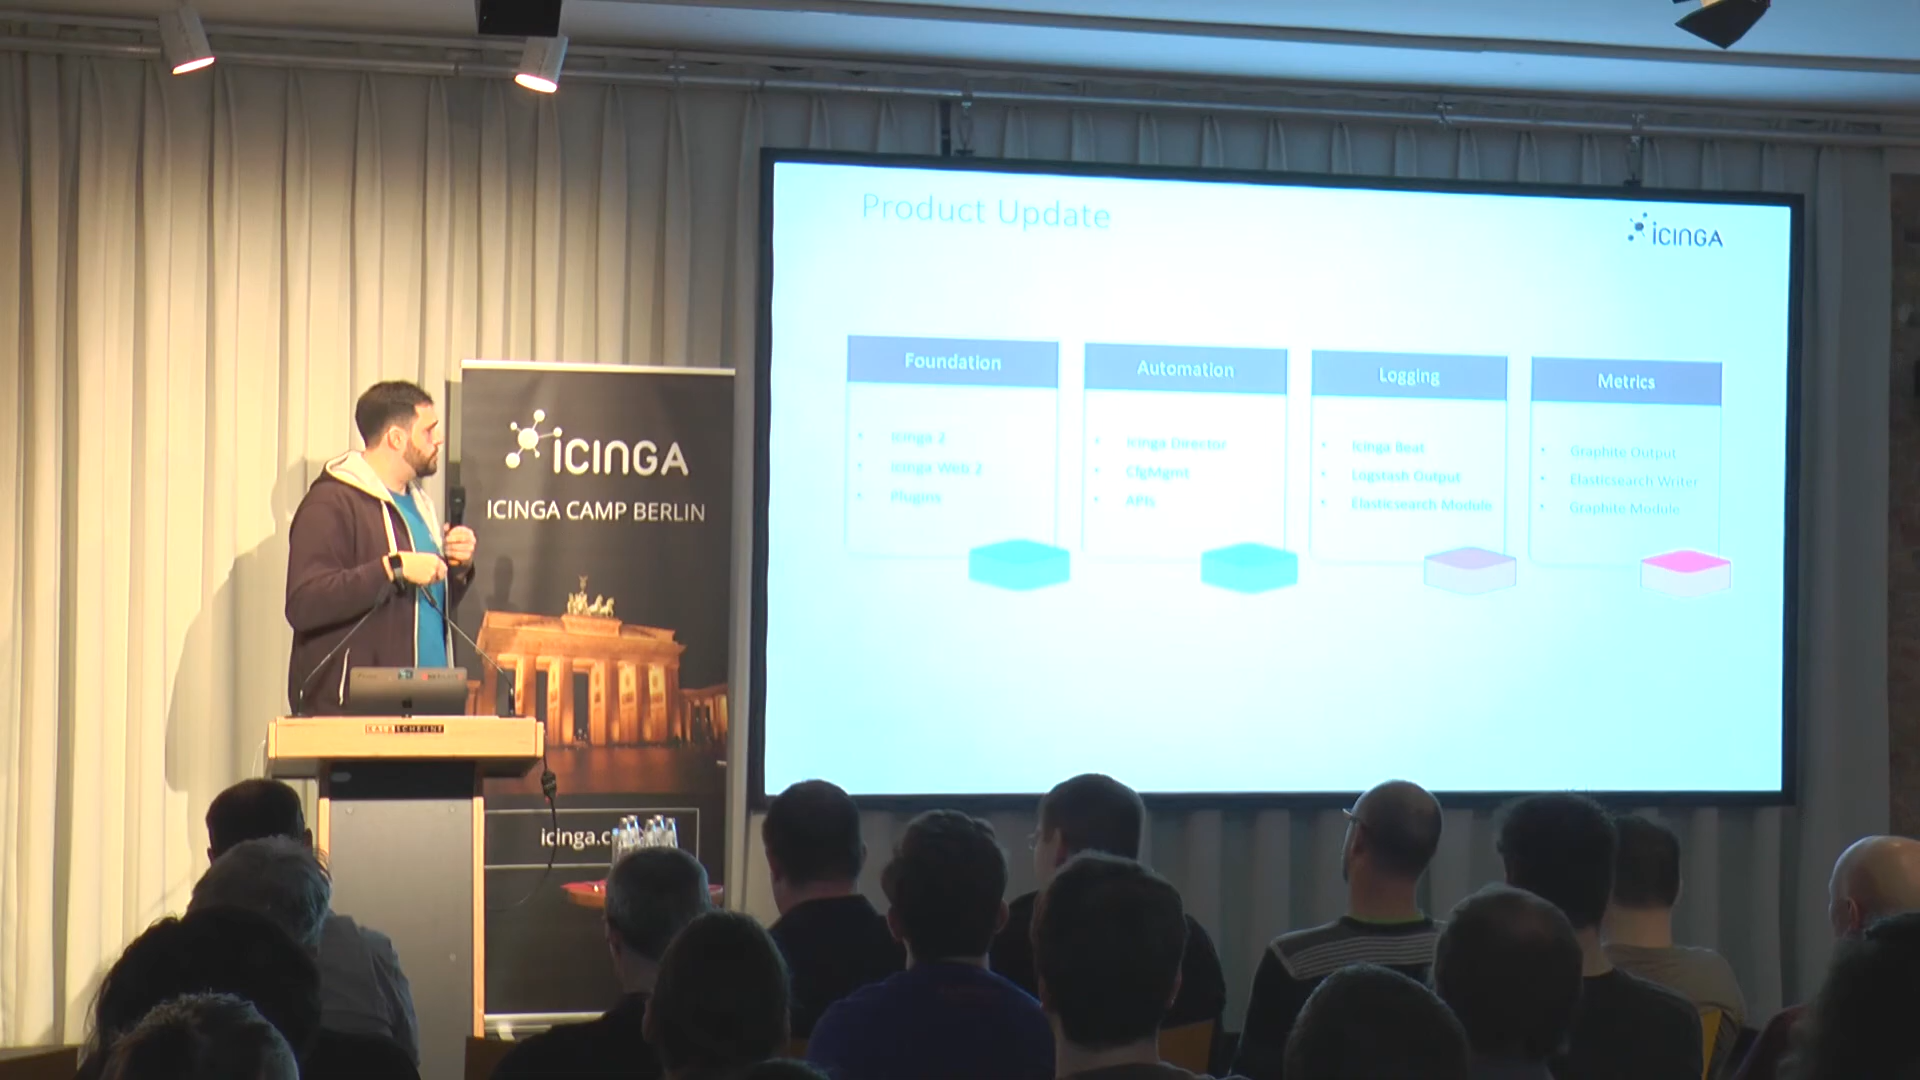 Product Update
icinga
Foundation
Icinga 2
Icinga Web 2
Plugins
Automation
Icinga Director
CfgMgmt
APIs
Logging
Icinga Beat
Logstash Output
Elasticsearch Module
Metrics
Graphite Output
Elasticsearch Writer
Graphite Module
icinga
ICINGA CAMP BERLIN
icinga.c